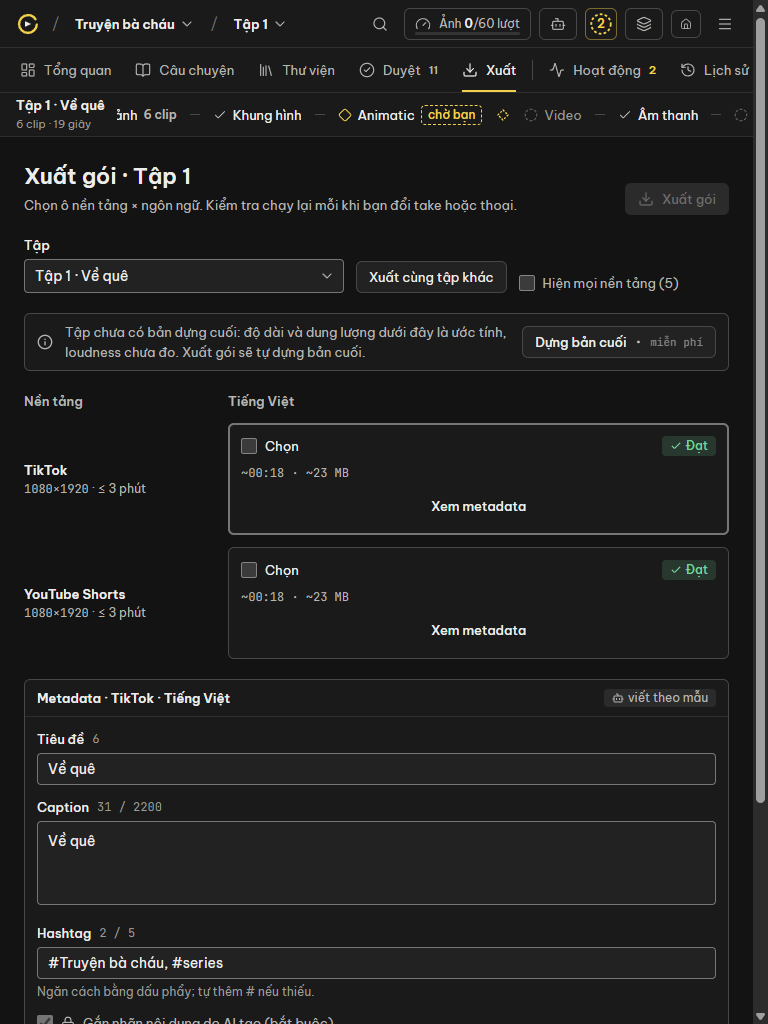 / Truyện bà cháu / Tập 1 Ảnh 0/60 lượt 2
Tổng quan Câu chuyện Thư viện Duyệt 11 Xuất Hoạt động 2 Lịch sử
Tập 1 · Về quê
6 clip · 19 giây
6 clip — Khung hình — Animatic chờ bạn Video — Âm thanh —
Xuất gói · Tập 1
Chọn ô nền tảng × ngôn ngữ. Kiểm tra chạy lại mỗi khi bạn đổi take hoặc thoại.
Xuất gói
Tập
Tập 1 · Về quê
Xuất cùng tập khác
Hiện mọi nền tảng (5)
Tập chưa có bản dựng cuối: độ dài và dung lượng dưới đây là ước tính,
loudness chưa đo. Xuất gói sẽ tự dựng bản cuối.
Dựng bản cuối · miễn phí
Nền tảng Tiếng Việt
TikTok
1080×1920 · ≤ 3 phút
Chọn Đạt
~00:18 · ~23 MB
Xem metadata
YouTube Shorts
1080×1920 · ≤ 3 phút
Chọn Đạt
~00:18 · ~23 MB
Xem metadata
Metadata · TikTok · Tiếng Việt viết theo mẫu
Tiêu đề 6
Về quê
Caption 31 / 2200
Về quê
Hashtag 2 / 5
#Truyện bà cháu, #series
Ngăn cách bằng dấu phẩy; tự thêm # nếu thiếu.
Gắn nhãn nội dung do AI tạo (bắt buộc)